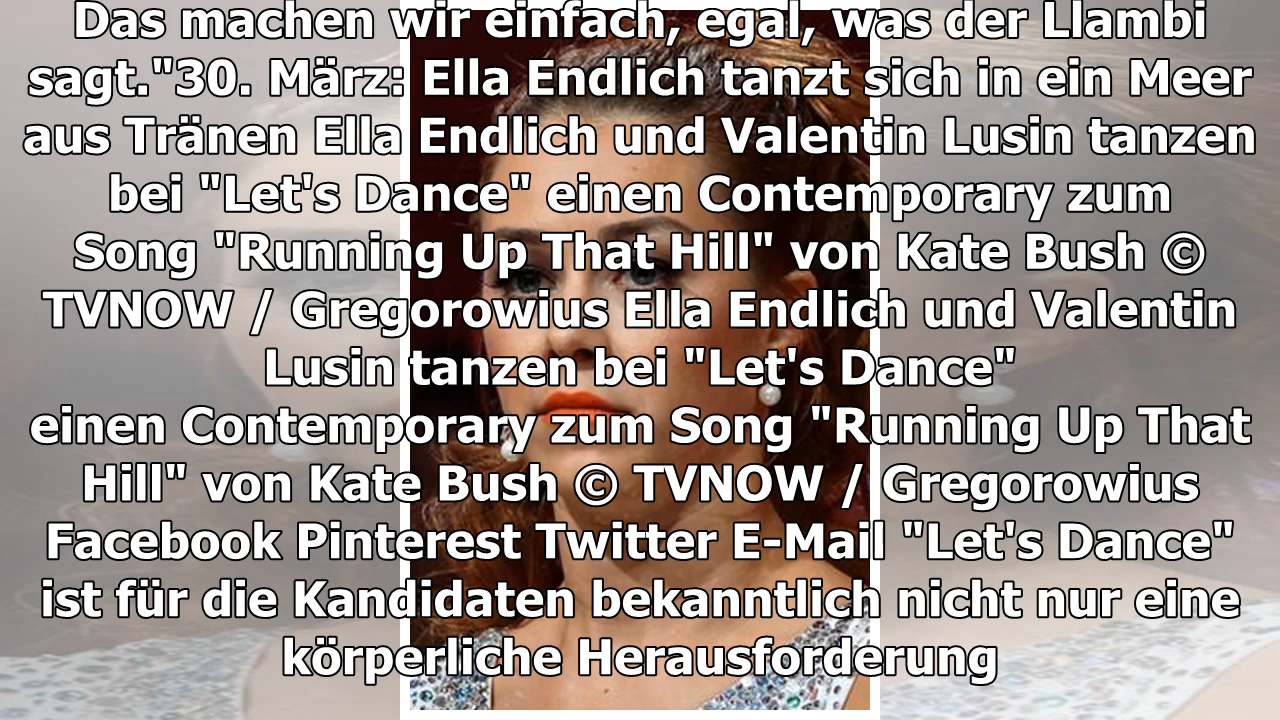 Das machen wir einfach, egal, was der Llambi
sagt."30. März: Ella Endlich tanzt sich in ein Meer
aus Tränen Ella Endlich und Valentin Lusin tanzen
bei "Let's Dance" einen Contemporary zum
Song "Running Up That Hill" von Kate Bush ©
TVNOW / Gregorowius Ella Endlich und Valentin
Lusin tanzen bei "Let's Dance"
einen Contemporary zum Song "Running Up That
Hill" von Kate Bush © TVNOW / Gregorowius
Facebook Pinterest Twitter E-Mail "Let's Dance"
ist für die Kandidaten bekanntlich nicht nur eine
körperliche Herausforderung